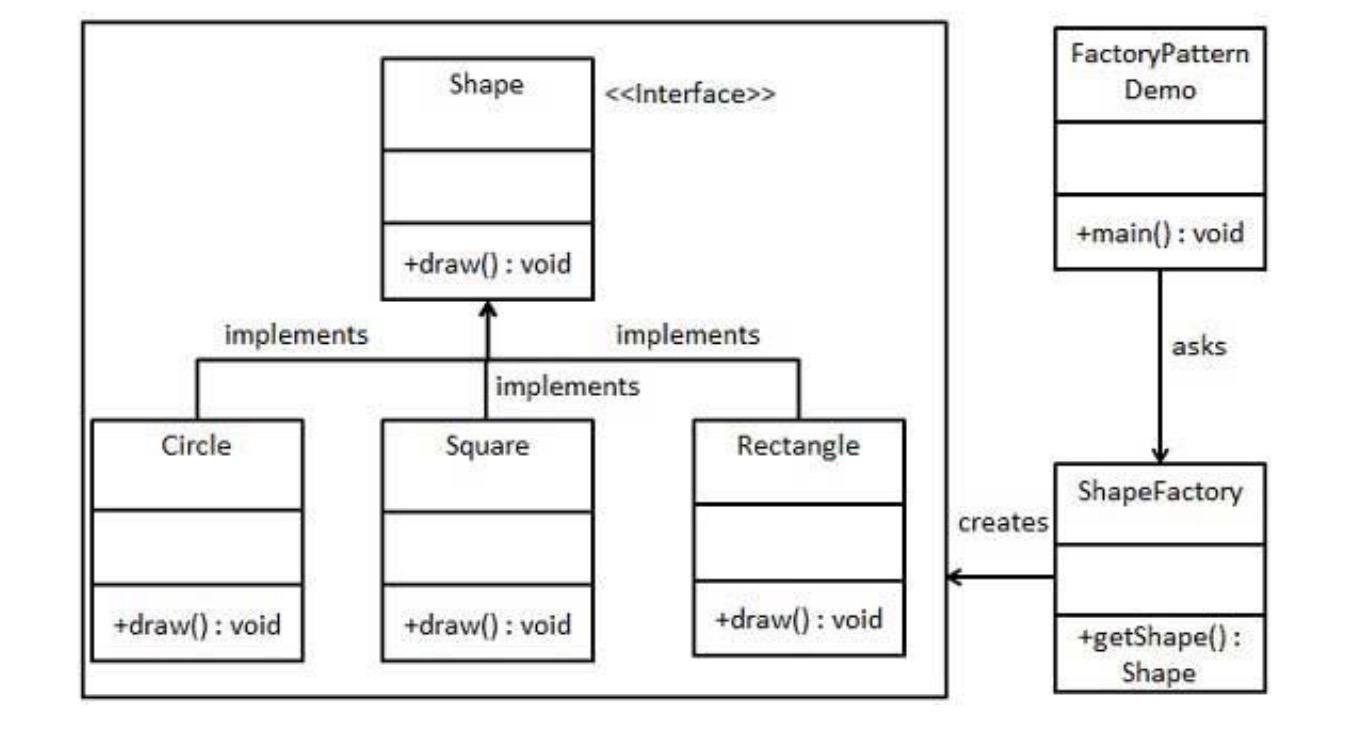 Shape
<<Interface>>
+draw() : void
implements
implements
implements
Circle
+draw() : void
Square
+draw() : void
Rectangle
+draw() : void
FactoryPattern
Demo
+main() : void
asks
creates
ShapeFactory
+getShape() :
Shape